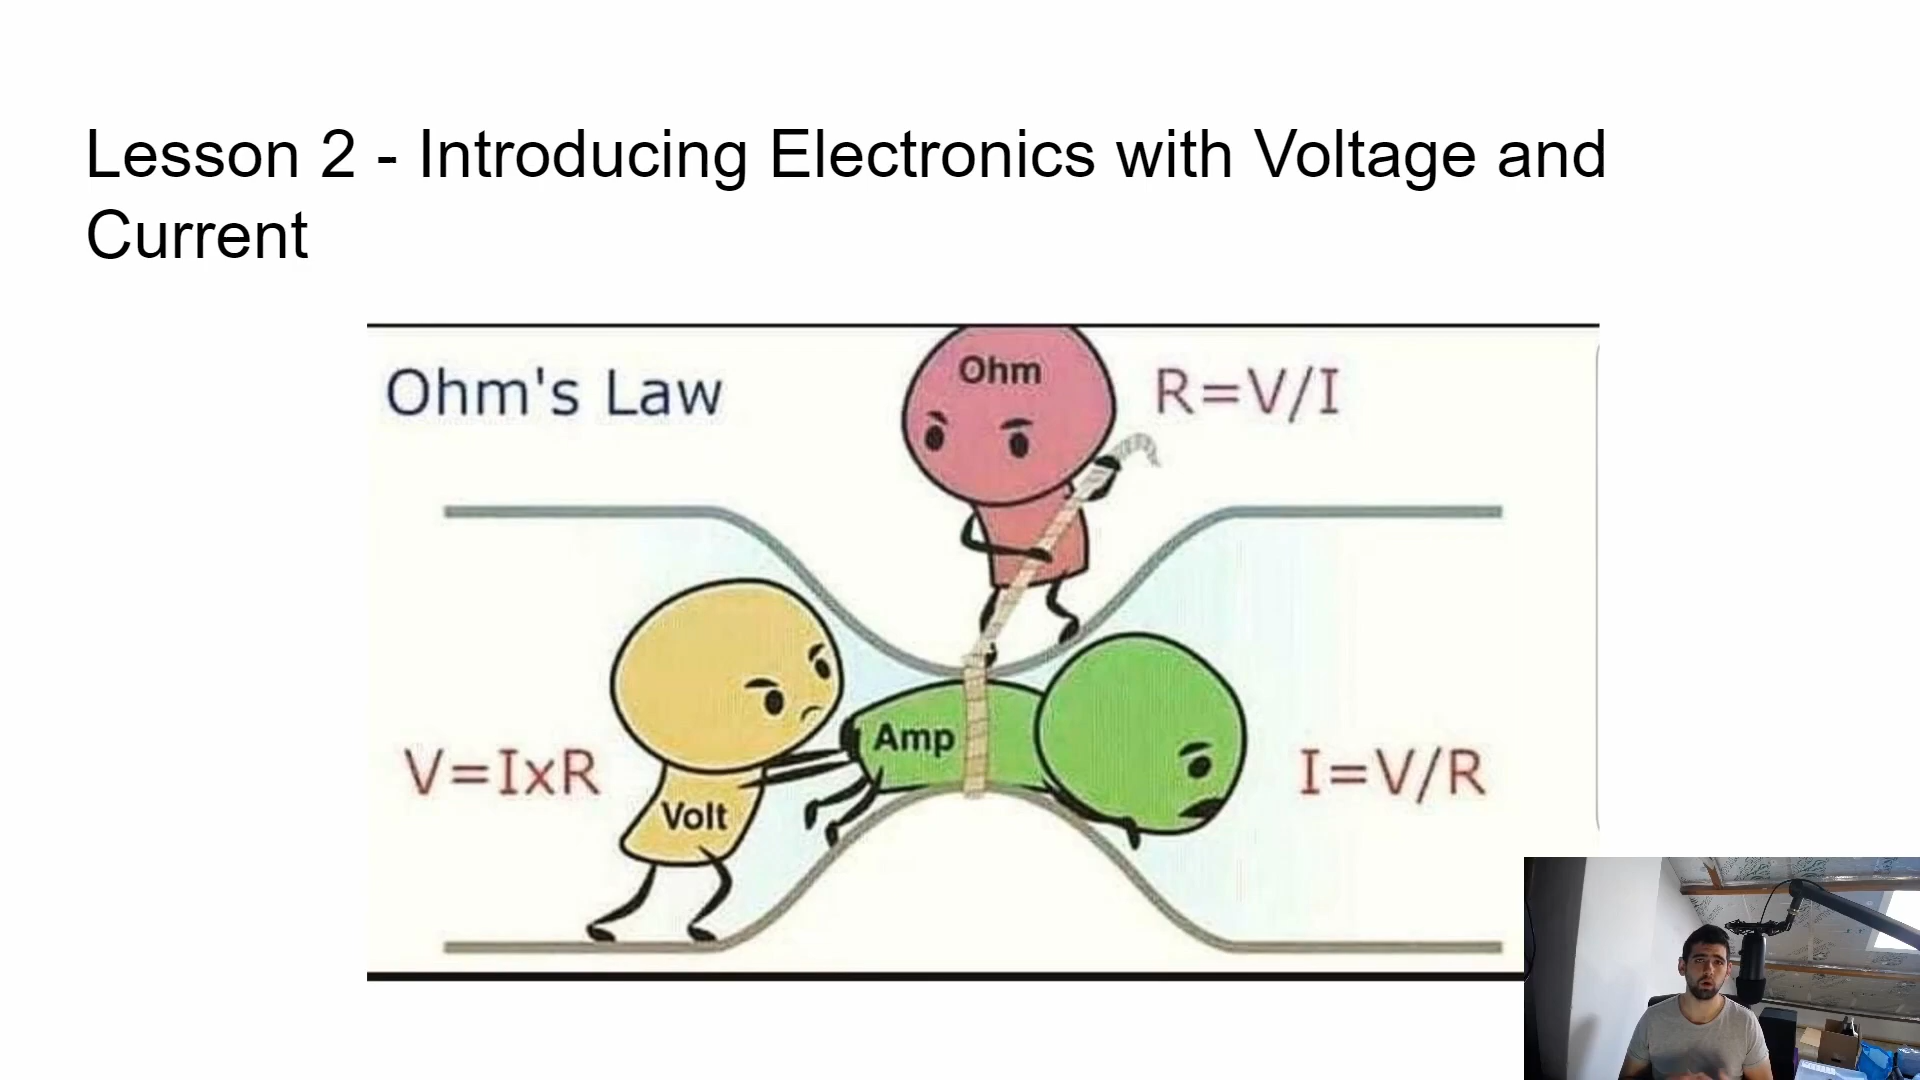 Lesson 2 - Introducing Electronics with Voltage and
Current
Ohm's Law
Ohm
R=V/I
Amp
V=IxR
Volt
I=V/R